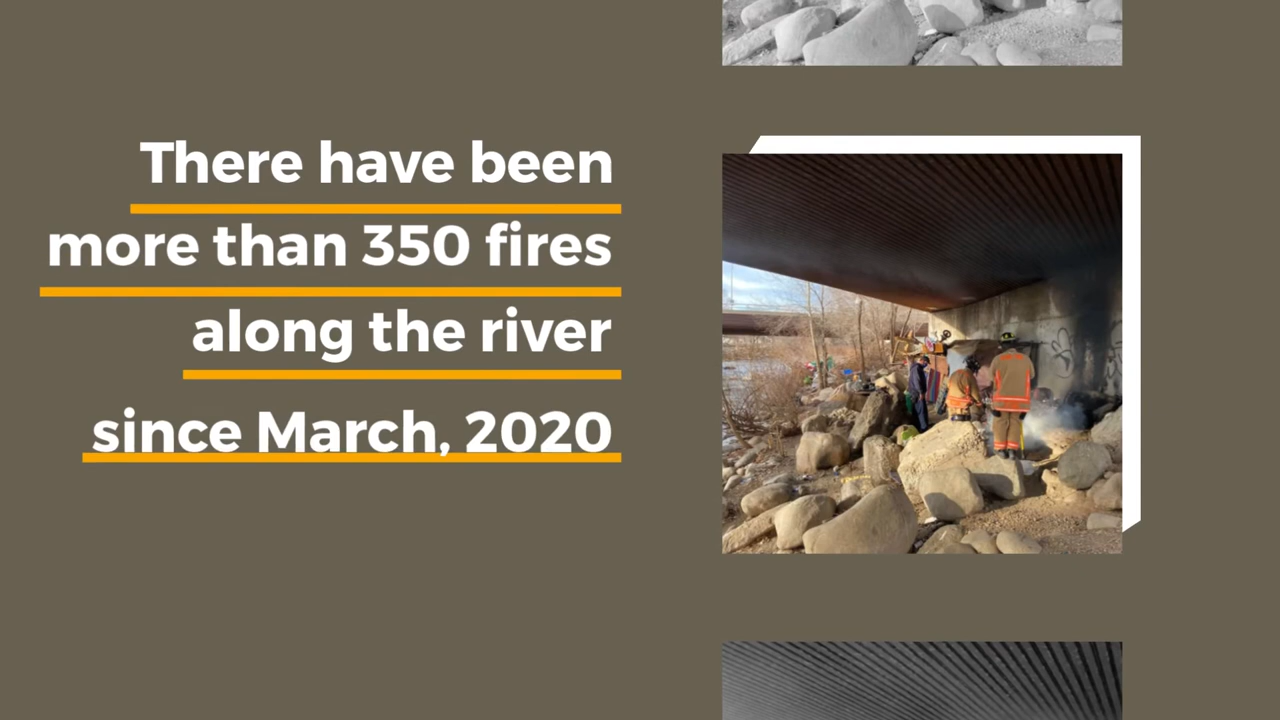 There have been
more than 350 fires
along the river
since March, 2020